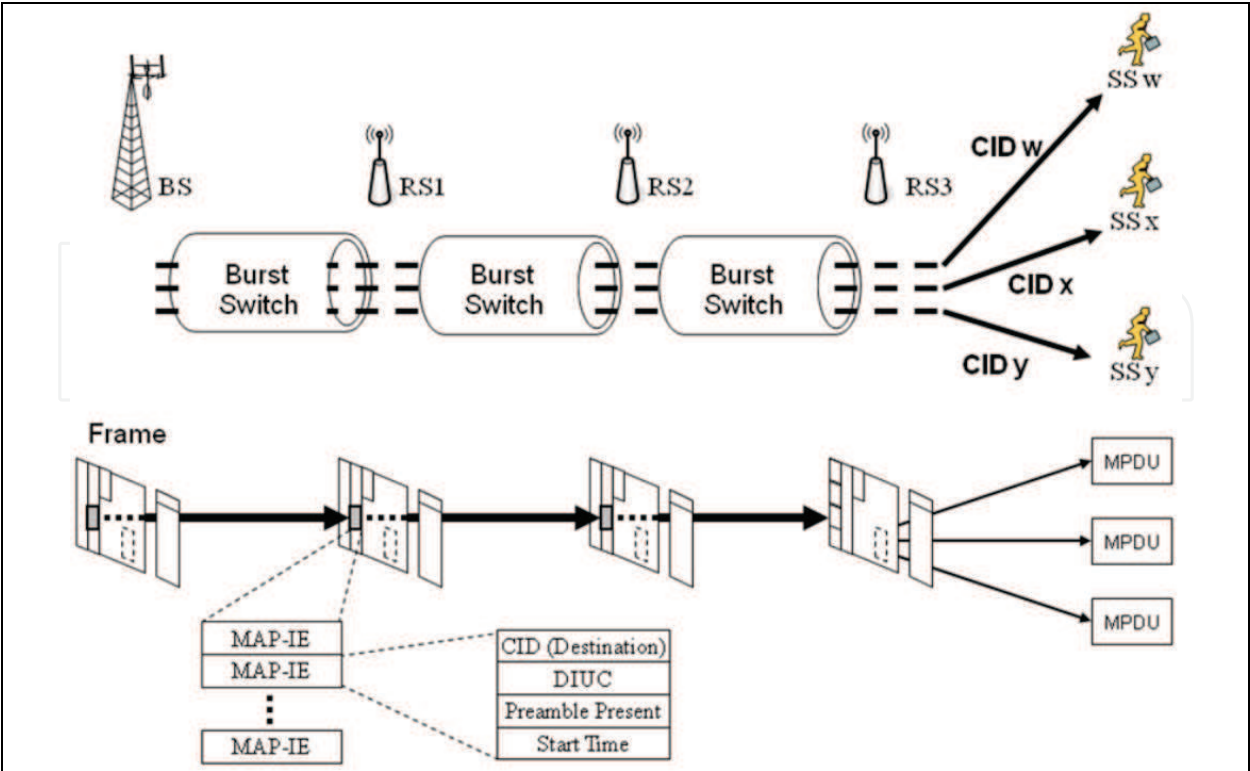 SS w
CID w
BS
RS1
RS2
RS3
SS x
Burst
Switch
Burst
Switch
Burst
Switch
CID x
CID y
SS y
Frame
MPDU
MPDU
MPDU
MAP-IE
MAP-IE
MAP-IE
CID (Destination)
DIUC
Preamble Present
Start Time